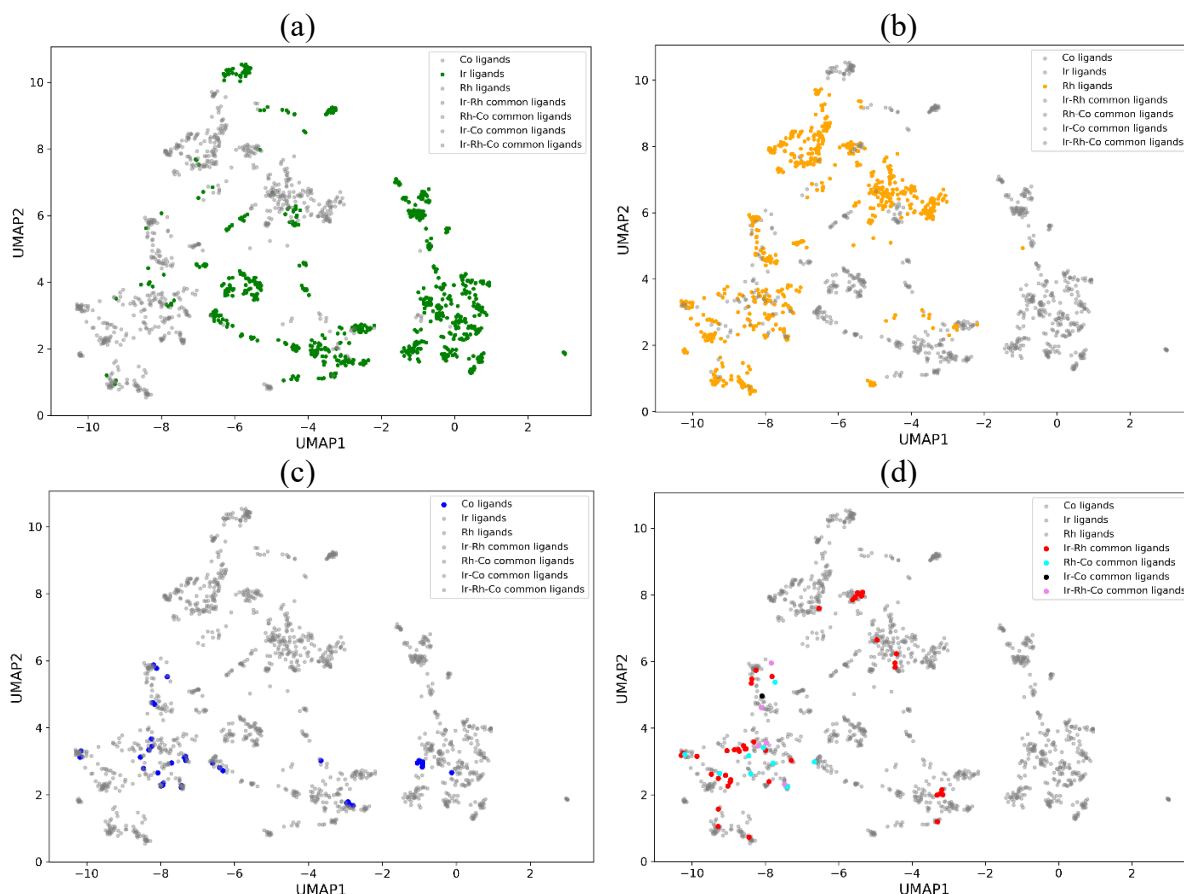 (a)
Co ligands
Ir ligands
Rh ligands
Ir-Rh common ligands
Rh-Co common ligands
Ir-Co common ligands
Ir-Rh-Co common ligands
10
8
6
4
2
0
UMAP2
−10 −8 −6 −4 −2 0 2
UMAP1
(b)
Co ligands
Ir ligands
Rh ligands
Ir-Rh common ligands
Rh-Co common ligands
Ir-Co common ligands
Ir-Rh-Co common ligands
10
8
6
4
2
0
UMAP2
−10 −8 −6 −4 −2 0 2
UMAP1
(c)
Co ligands
Ir ligands
Rh ligands
Ir-Rh common ligands
Rh-Co common ligands
Ir-Co common ligands
Ir-Rh-Co common ligands
10
8
6
4
2
0
UMAP2
−10 −8 −6 −4 −2 0 2
UMAP1
(d)
Co ligands
Ir ligands
Rh ligands
Ir-Rh common ligands
Rh-Co common ligands
Ir-Co common ligands
Ir-Rh-Co common ligands
10
8
6
4
2
0
UMAP2
−10 −8 −6 −4 −2 0 2
UMAP1